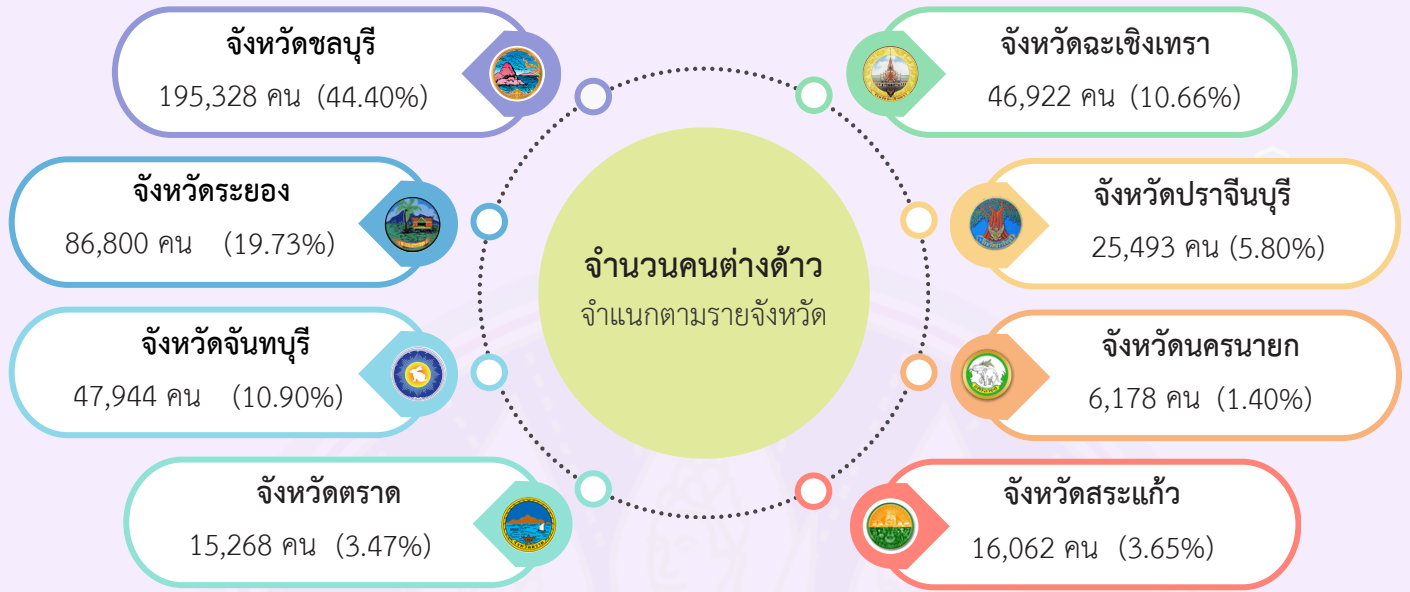 จังหวัดชลบุรี
195,328 คน (44.40%)
จังหวัดระยอง
86,800 คน (19.73%)
จังหวัดจันทบุรี
47,944 คน (10.90%)
จังหวัดตราด
15,268 คน (3.47%)
จำนวนคนต่างด้าว
จำแนกตามรายจังหวัด
จังหวัดฉะเชิงเทรา
46,922 คน (10.66%)
จังหวัดปราจีนบุรี
25,493 คน (5.80%)
จังหวัดนครนายก
6,178 คน (1.40%)
จังหวัดสระแก้ว
16,062 คน (3.65%)